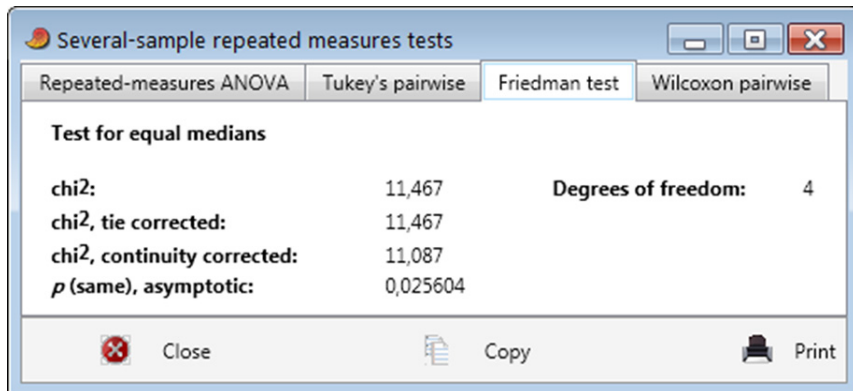 Several-sample repeated measures tests
Repeated-measures ANOVA Tukey's pairwise Friedman test Wilcoxon pairwise
Test for equal medians
chi2: 11,467 Degrees of freedom: 4
chi2, tie corrected: 11,467
chi2, continuity corrected: 11,087
p (same), asymptotic: 0,025604
Close Copy Print